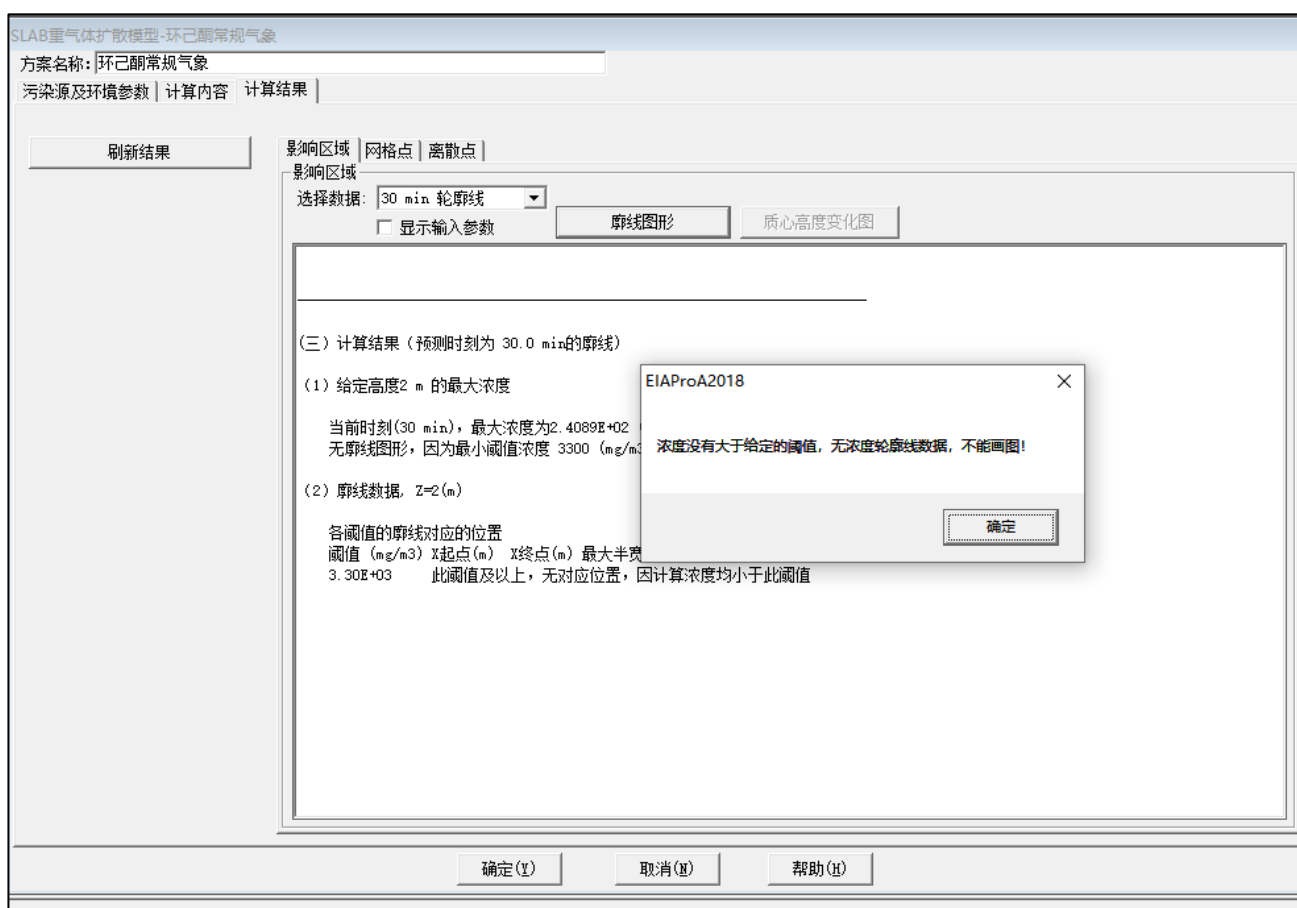 SLAB重气体扩散模型-环己酮常规气象
方案名称: 环己酮常规气象
污染源及环境参数 计算内容 计算结果
刷新结果
影响区域 网格点 离散点
影响区域
选择数据: 30 min 轮廓线
显示输入参数
廓线图形 质心高度变化图
(三) 计算结果 (预测时刻为 30.0 min的廓线)
(1) 给定高度2 m 的最大浓度
当前时刻(30 min), 最大浓度为2.4089E+02
无廓线图形, 因为最小阈值浓度 3300 (mg/m3
(2) 廓线数据, Z=2(m)
各阈值的廓线对应的位置
阈值 (mg/m3) X起点(m) X终点(m) 最大半宽
3.30E+03 此阈值及以上, 无对应位置, 因计算浓度均小于此阈值
EIAProA2018
浓度没有大于给定的阈值, 无浓度轮廓线数据, 不能画图!
确定
确定(Y) 取消(N) 帮助(H)